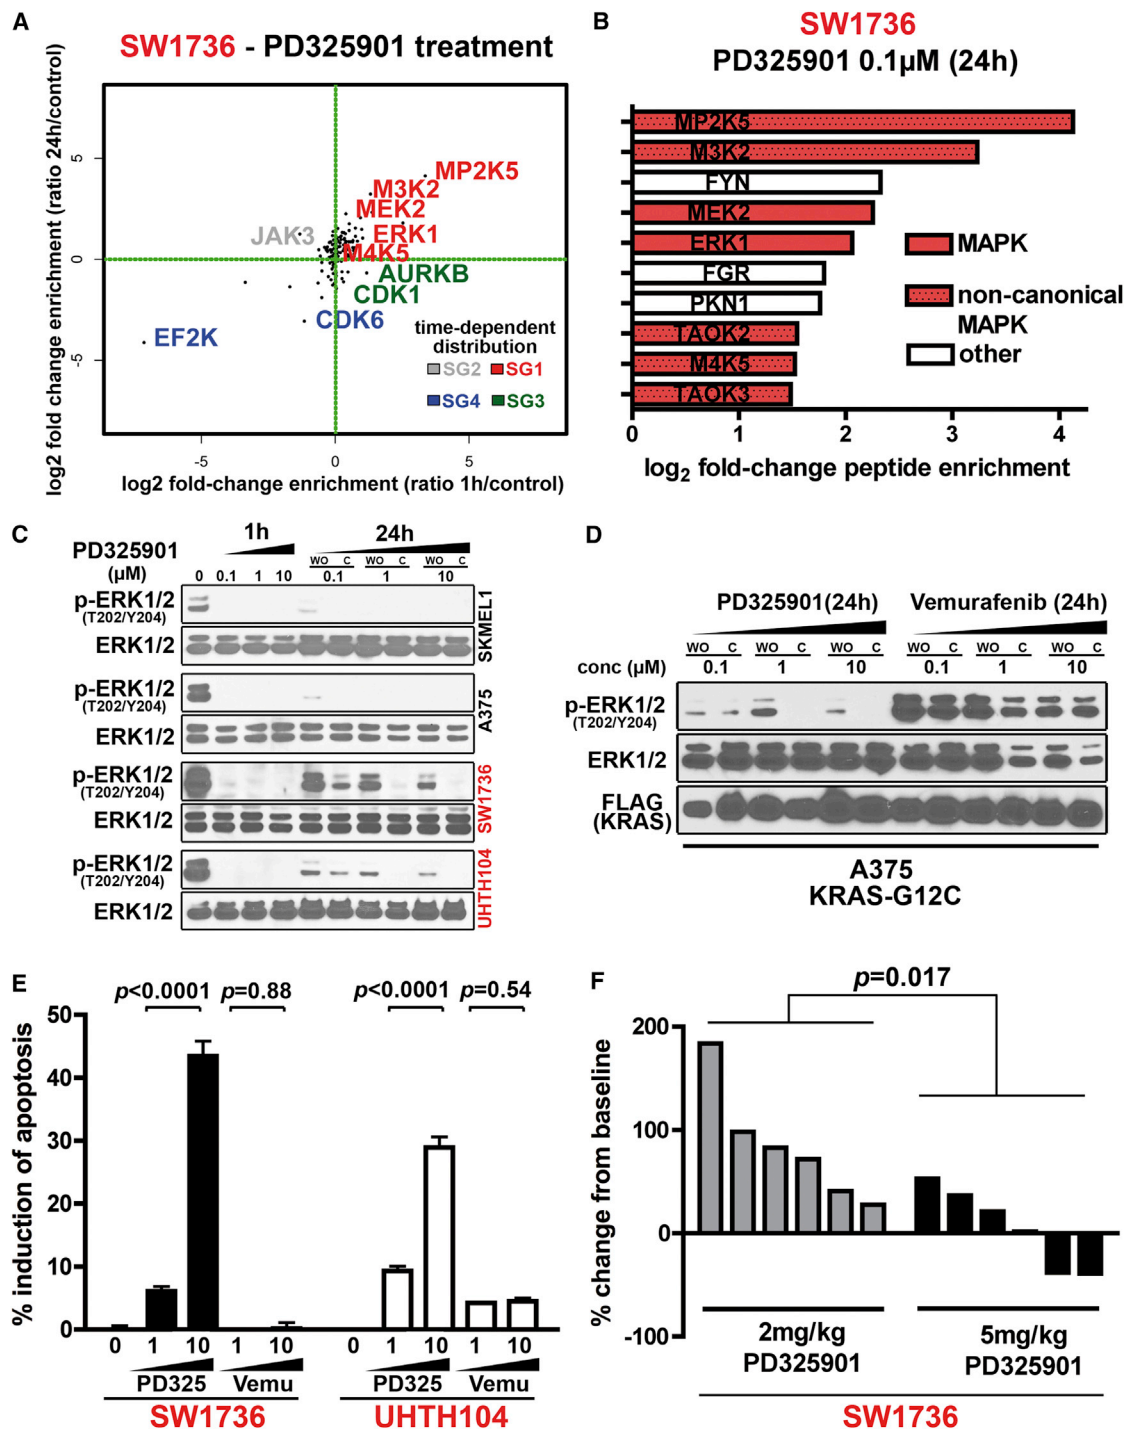 A
SW1736 - PD325901 treatment
log2 fold change enrichment (ratio 24h/control)
5
0
-5
MP2K5
M3K2
MEK2
JAK3
ERK1
M4K5
AURKB
CDK1
CDK6
EF2K
time-dependent
distribution
SG2 SG1
SG4 SG3
-5 0 5
log2 fold-change enrichment (ratio 1h/control)
B
SW1736
PD325901 0.1µM (24h)
MP2K5
M3K2
FYN
MEK2
ERK1
FGR
PKN1
TAOK2
M4K5
TAOK3
MAPK
non-canonical
MAPK
other
0 1 2 3 4
log2 fold-change peptide enrichment
C
1h 24h
PD325901
(µM)
WO C WO C WO C
0 0.1 1 10 0.1 1 10
p-ERK1/2
(T202/Y204)
ERK1/2
SKMEL1
p-ERK1/2
(T202/Y204)
ERK1/2
A375
p-ERK1/2
(T202/Y204)
ERK1/2
SW1736
p-ERK1/2
(T202/Y204)
ERK1/2
UHTH104
D
PD325901(24h) Vemurafenib (24h)
WO C WO C WO C WO C WO C WO C
conc (µM) 0.1 1 10 0.1 1 10
p-ERK1/2
(T202/Y204)
ERK1/2
FLAG
(KRAS)
A375
KRAS-G12C
E
p<0.0001 p=0.88 p<0.0001 p=0.54
% induction of apoptosis
50
40
30
20
10
0
0 1 10 1 10 0 1 10 1 10
PD325 Vemu PD325 Vemu
SW1736 UHTH104
F
p=0.017
% change from baseline
200
100
0
-100
2mg/kg
PD325901
5mg/kg
PD325901
SW1736